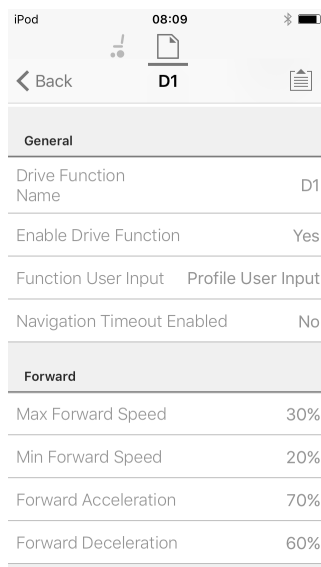 iPod 08:09
Back D1
General
Drive Function
Name D1
Enable Drive Function Yes
Function User Input Profile User Input
Navigation Timeout Enabled No
Forward
Max Forward Speed 30%
Min Forward Speed 20%
Forward Acceleration 70%
Forward Deceleration 60%